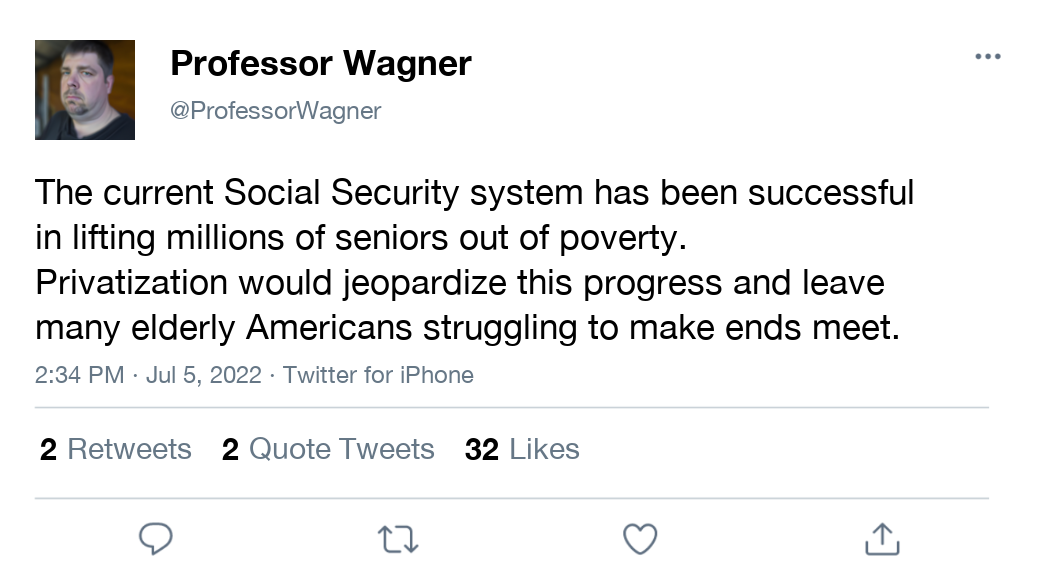 Professor Wagner
@ProfessorWagner
The current Social Security system has been successful
in lifting millions of seniors out of poverty.
Privatization would jeopardize this progress and leave
many elderly Americans struggling to make ends meet.
2:34 PM · Jul 5, 2022 · Twitter for iPhone
2 Retweets 2 Quote Tweets 32 Likes